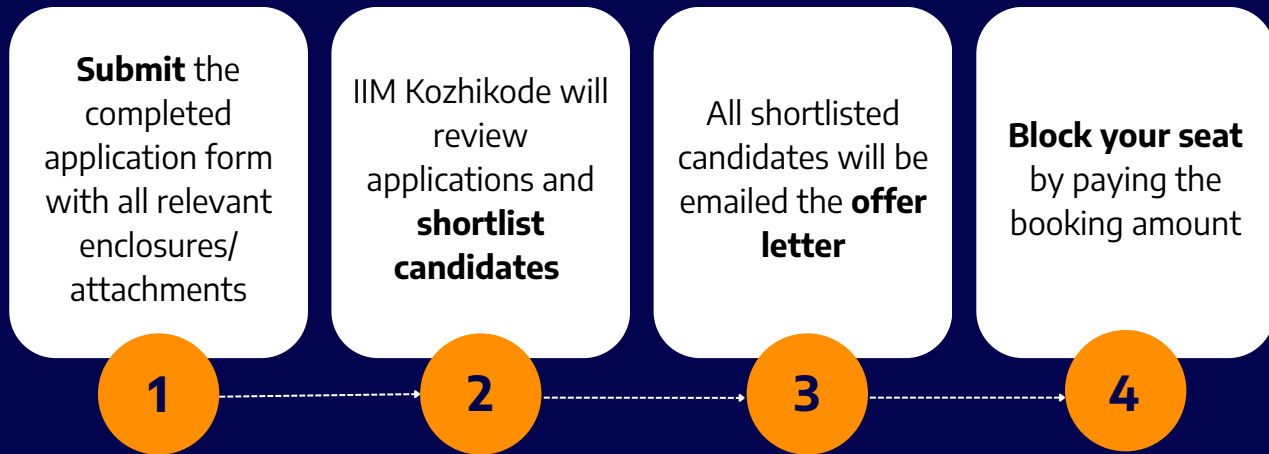 Submit the
completed
application form
with all relevant
enclosures/
attachments
1
IIM Kozhikode will
review
applications and
shortlist
candidates
2
All shortlisted
candidates will be
emailed the offer
letter
3
Block your seat
by paying the
booking amount
4